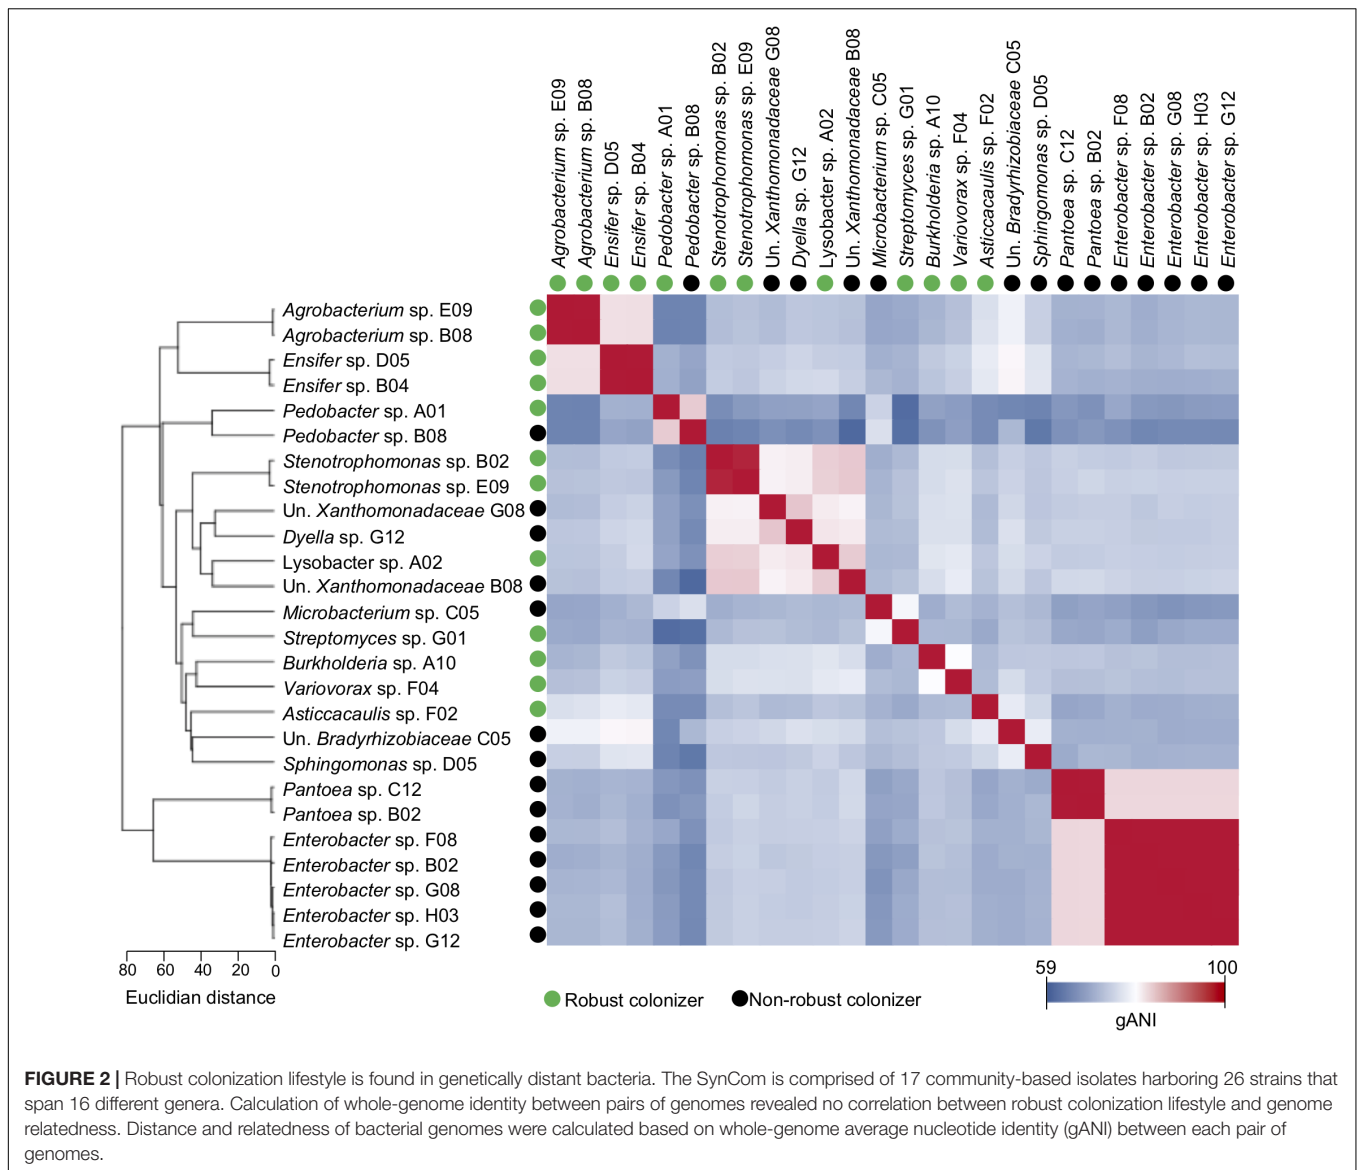 Agrobacterium sp. E09
Agrobacterium sp. B08
Ensifer sp. D05
Ensifer sp. B04
Pedobacter sp. A01
Pedobacter sp. B08
Stenotrophomonas sp. B02
Stenotrophomonas sp. E09
Un. Xanthomonadaceae G08
Dyella sp. G12
Lysobacter sp. A02
Un. Xanthomonadaceae B08
Microbacterium sp. C05
Streptomyces sp. G01
Burkholderia sp. A10
Variovorax sp. F04
Asticcacaulis sp. F02
Un. Bradyrhizobiaceae C05
Sphingomonas sp. D05
Pantoea sp. C12
Pantoea sp. B02
Enterobacter sp. F08
Enterobacter sp. B02
Enterobacter sp. G08
Enterobacter sp. H03
Enterobacter sp. G12
Agrobacterium sp. E09
Agrobacterium sp. B08
Ensifer sp. D05
Ensifer sp. B04
Pedobacter sp. A01
Pedobacter sp. B08
Stenotrophomonas sp. B02
Stenotrophomonas sp. E09
Un. Xanthomonadaceae G08
Dyella sp. G12
Lysobacter sp. A02
Un. Xanthomonadaceae B08
Microbacterium sp. C05
Streptomyces sp. G01
Burkholderia sp. A10
Variovorax sp. F04
Asticcacaulis sp. F02
Un. Bradyrhizobiaceae C05
Sphingomonas sp. D05
Pantoea sp. C12
Pantoea sp. B02
Enterobacter sp. F08
Enterobacter sp. B02
Enterobacter sp. G08
Enterobacter sp. H03
Enterobacter sp. G12
80 60 40 20 0
Euclidian distance
Robust colonizer
Non-robust colonizer
59 100
gANI
FIGURE 2 | Robust colonization lifestyle is found in genetically distant bacteria. The SynCom is comprised of 17 community-based isolates harboring 26 strains that
span 16 different genera. Calculation of whole-genome identity between pairs of genomes revealed no correlation between robust colonization lifestyle and genome
relatedness. Distance and relatedness of bacterial genomes were calculated based on whole-genome average nucleotide identity (gANI) between each pair of
genomes.